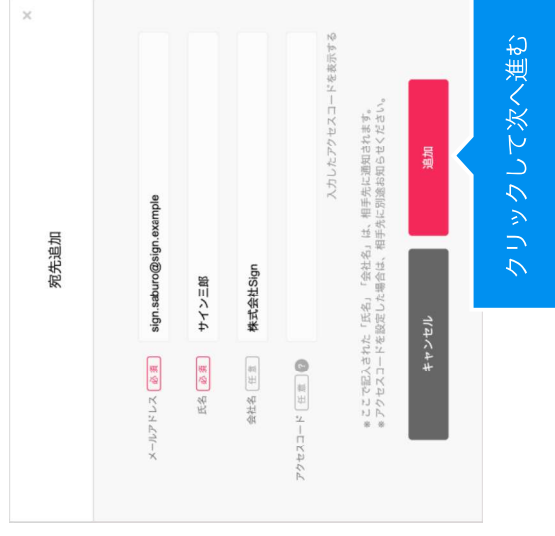 宛先追加
×
メールアドレス 必須 sign.saburo@sign.example
氏名 必須 サイン三郎
会社名 任意 株式会社Sign
アクセスコード 任意 ?
入力したアクセスコードを表示する
※ここで記入された「氏名」「会社名」は、相手先に通知されます。
※アクセスコードを設定した場合は、相手先に別途お知らせください。
キャンセル 追加
クリックして次へ進む